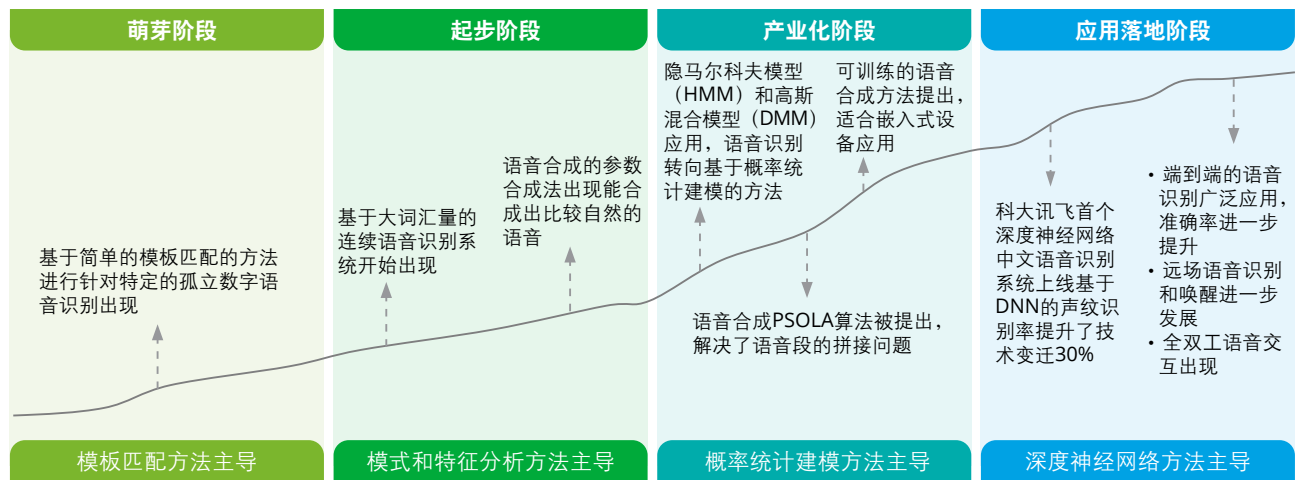 萌芽阶段
基于简单的模板匹配的方法
进行针对特定的孤立数字语
音识别出现
模板匹配方法主导
起步阶段
基于大词汇量的
连续语音识别系
统开始出现
语音合成的参数
合成法出现能合
成出比较自然的
语音
模式和特征分析方法主导
产业化阶段
隐马尔科夫模型
（HMM）和高斯
混合模型（DMM）
应用，语音识别
转向基于概率统
计建模的方法
可训练的语音
合成方法提出，
适合嵌入式设
备应用
语音合成PSOLA算法被提出，
解决了语音段的拼接问题
概率统计建模方法主导
应用落地阶段
科大讯飞首个
深度神经网络
中文语音识别
系统上线基于
DNN的声纹识
别率提升了技
术变迁30%
• 端到端的语音
识别广泛应用，
准确率进一步
提升
• 远场语音识别
和唤醒进一步
发展
• 全双工语音交
互出现
深度神经网络方法主导